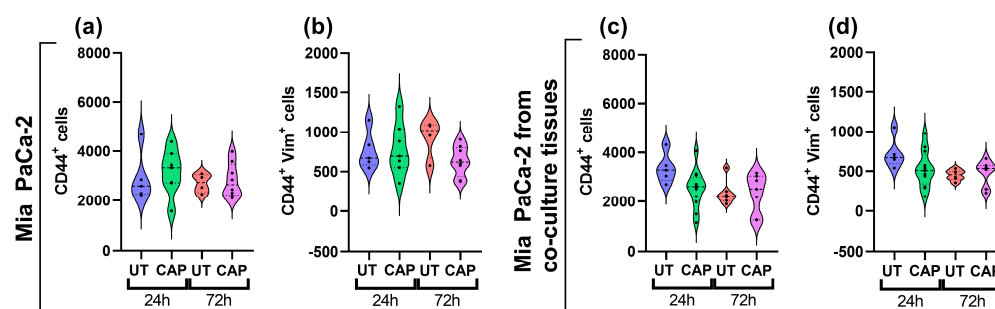 (a)
(b)
(c)
(d)
Mia PaCa-2
CD44+ cells
8000
6000
4000
2000
0
UT CAP UT CAP
24h 72h
CD44+ Vim+ cells
2000
1500
1000
500
0
-500
UT CAP UT CAP
24h 72h
Mia PaCa-2 from
co-culture tissues
CD44+ cells
8000
6000
4000
2000
0
UT CAP UT CAP
24h 72h
CD44+ Vim+ cells
2000
1500
1000
500
0
-500
UT CAP UT CAP
24h 72h